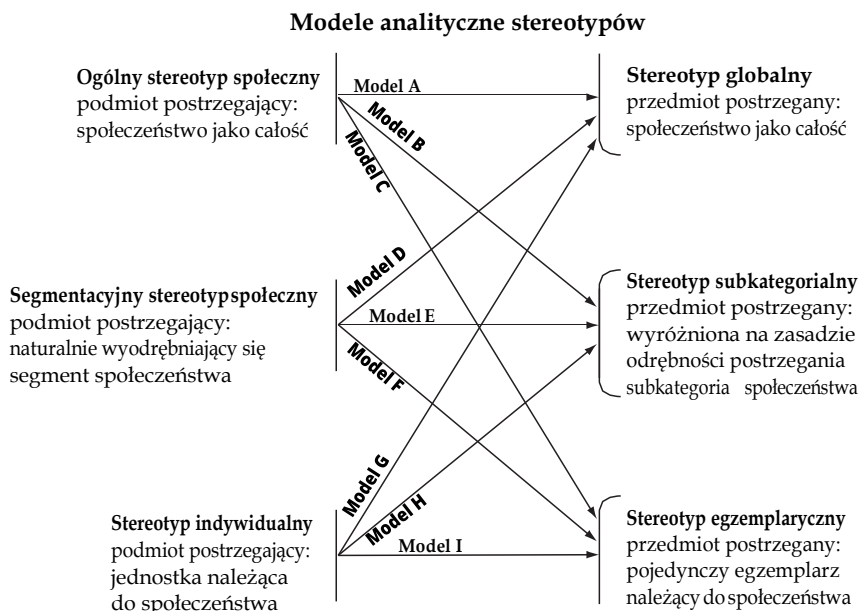 Modele analityczne stereotypów
Ogólny stereotyp społeczny
podmiot postrzegający:
społeczeństwo jako całość
Model A
Model B
Model C
Stereotyp globalny
przedmiot postrzegany:
społeczeństwo jako całość
Segmentacyjny stereotyp społeczny
podmiot postrzegający:
naturalnie wyodrębniający się
segment społeczeństwa
Model D
Model E
Model F
Stereotyp subkategorialny
przedmiot postrzegany:
wyróżniona na zasadzie
odrębności postrzegania
subkategoria społeczeństwa
Stereotyp indywidualny
podmiot postrzegający:
jednostka należąca
do społeczeństwa
Model G
Model H
Model I
Stereotyp egzemplaryczny
przedmiot postrzegany:
pojedynczy egzemplarz
należący do społeczeństwa